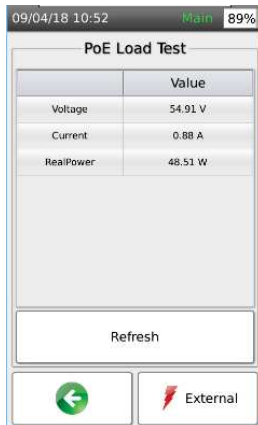 09/04/18 10:52 Main 89%
PoE Load Test
Value
Voltage 54.91 V
Current 0.88 A
RealPower 48.51 W
Refresh
External